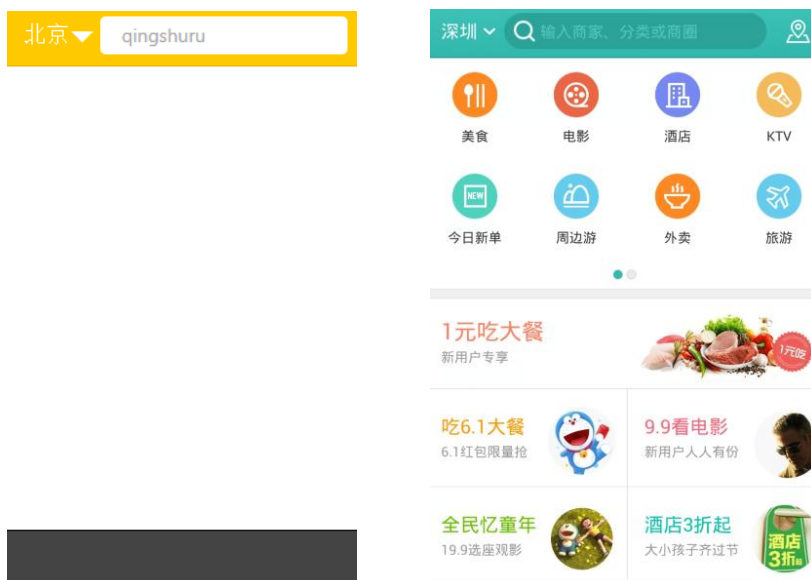 北京 qingshuru
深圳 输入商家、分类或商圈
美食 电影 酒店 KTV
NEW
今日新单 周边游 外卖 旅游
1元吃大餐
新用户专享
1元吃
吃6.1大餐
6.1红包限量抢
9.9看电影
新用户人人有份
全民忆童年
19.9选座观影
酒店3折起
大小孩子齐过节
酒店
3折